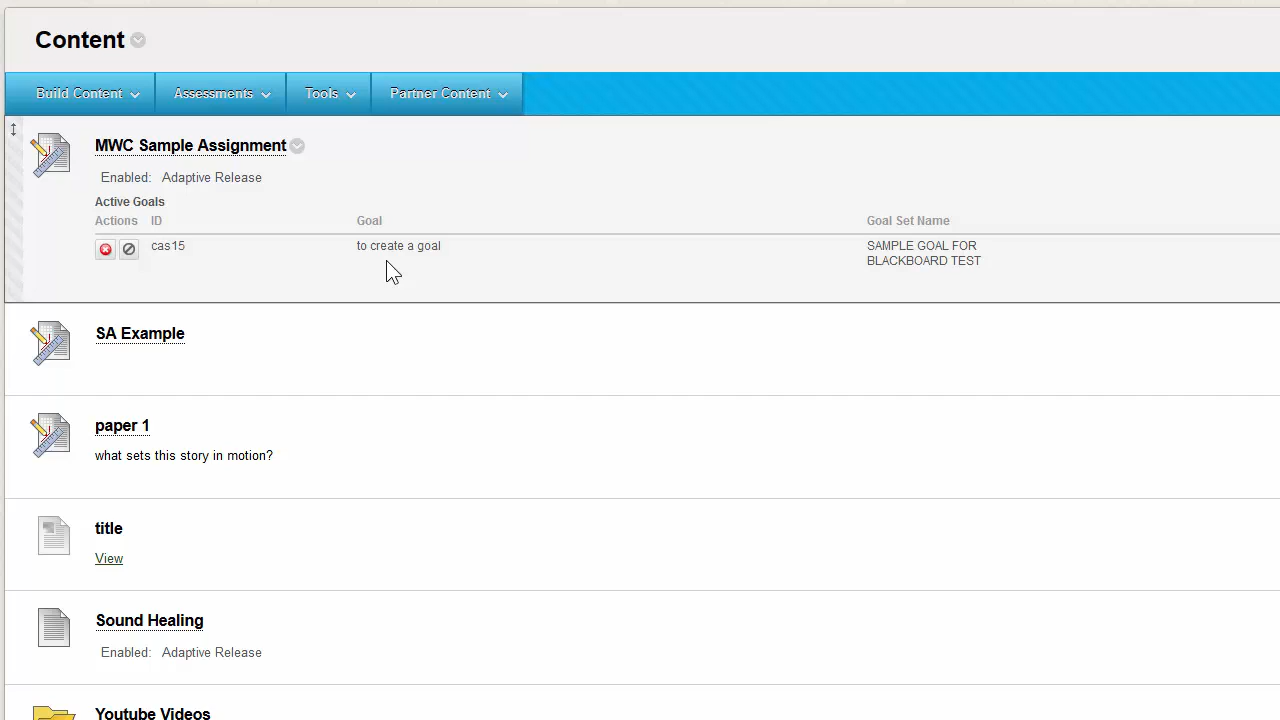 Content
Build Content Assessments Tools Partner Content
MWC Sample Assignment
Enabled: Adaptive Release
Active Goals
Actions ID Goal Goal Set Name
cas15 to create a goal SAMPLE GOAL FOR
BLACKBOARD TEST
SA Example
paper 1
what sets this story in motion?
title
View
Sound Healing
Enabled: Adaptive Release
Youtube Videos